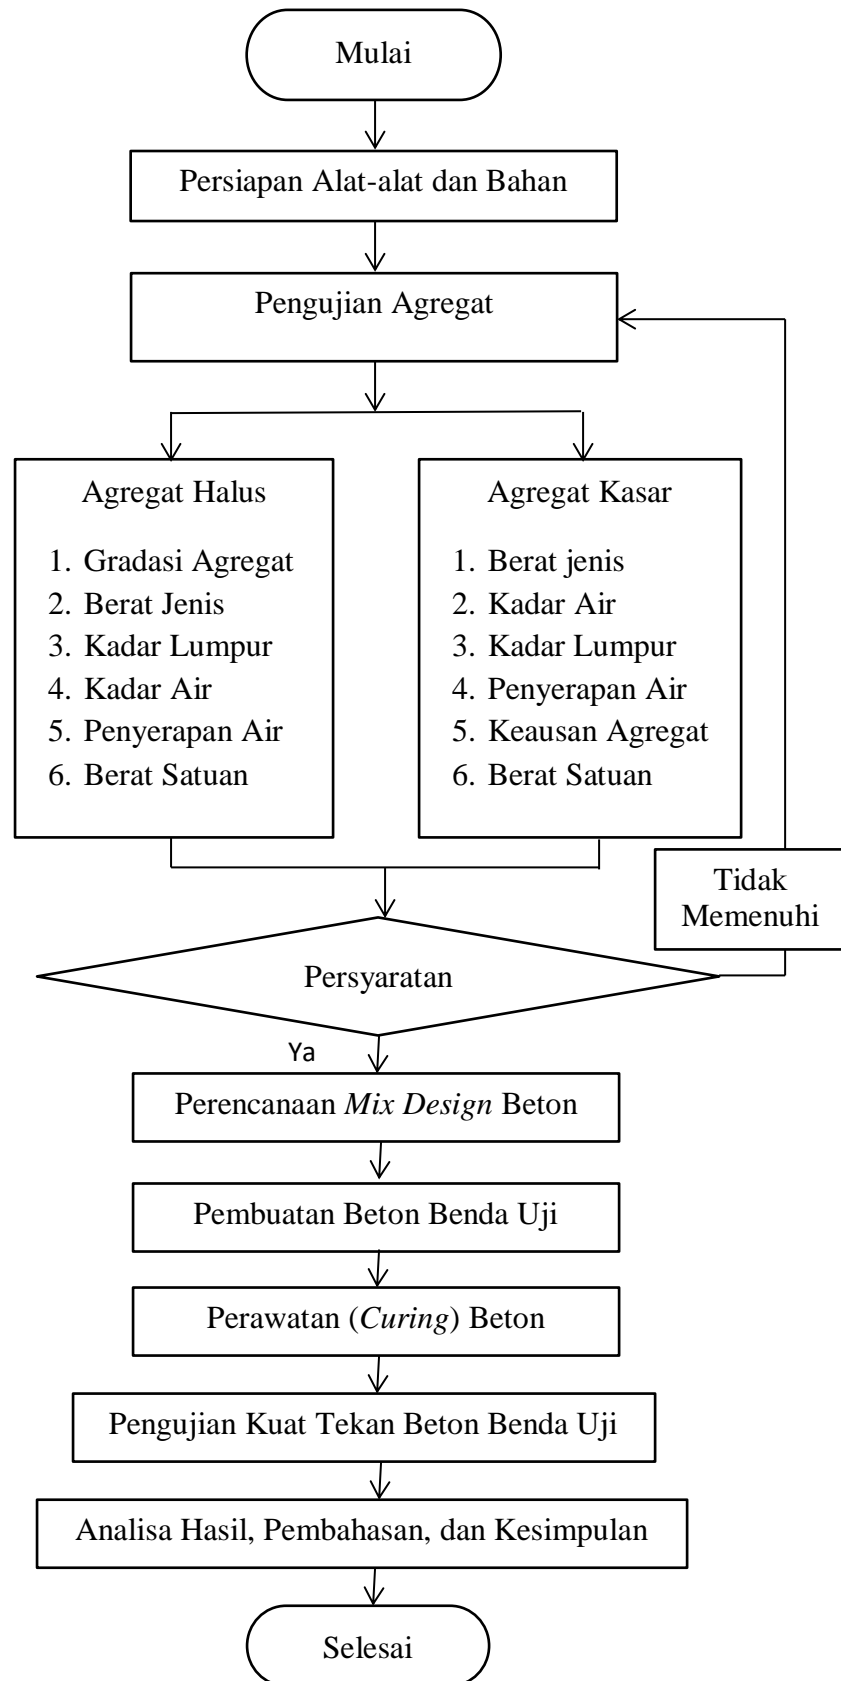 Mulai
Persiapan Alat-alat dan Bahan
Pengujian Agregat
Agregat Halus
1. Gradasi Agregat
2. Berat Jenis
3. Kadar Lumpur
4. Kadar Air
5. Penyerapan Air
6. Berat Satuan
Agregat Kasar
1. Berat jenis
2. Kadar Air
3. Kadar Lumpur
4. Penyerapan Air
5. Keausan Agregat
6. Berat Satuan
Tidak
Memenuhi
Persyaratan
Ya
Perencanaan Mix Design Beton
Pembuatan Beton Benda Uji
Perawatan (Curing) Beton
Pengujian Kuat Tekan Beton Benda Uji
Analisa Hasil, Pembahasan, dan Kesimpulan
Selesai